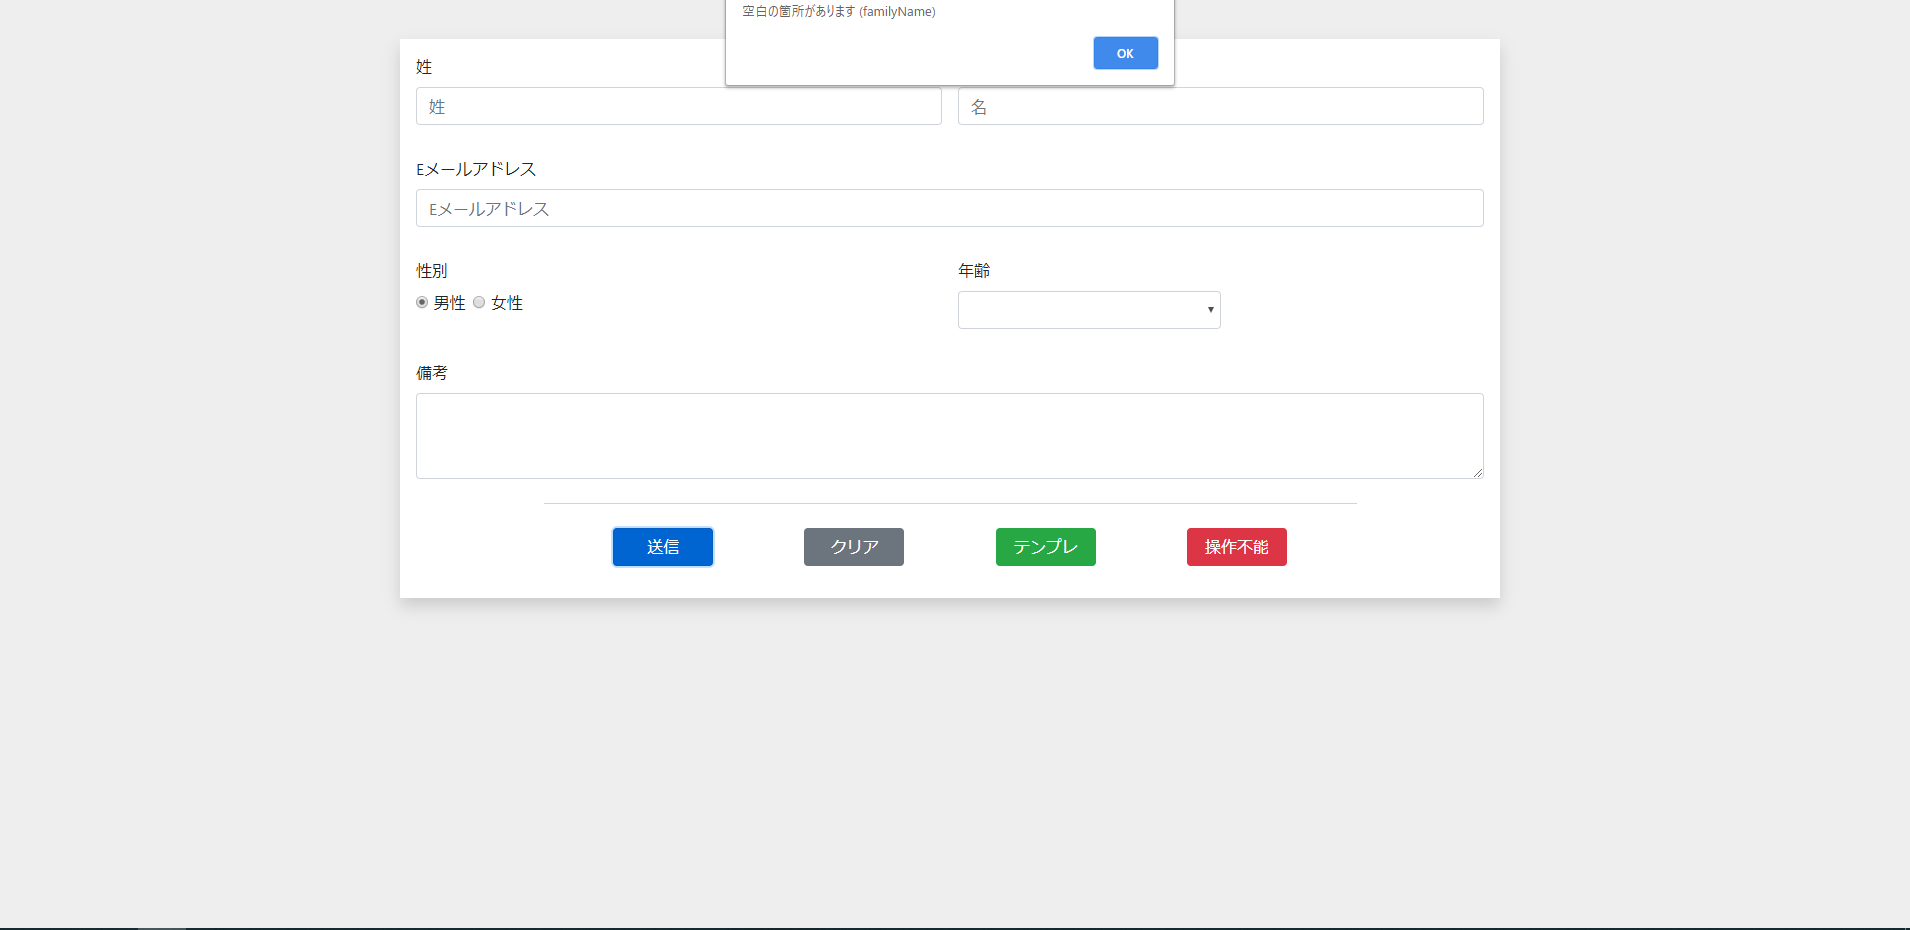 空白の箇所があります (familyName)
OK
姓
姓
名
Eメールアドレス
Eメールアドレス
性別
年齢
男性 女性
備考
送信 クリア テンプレ 操作不能